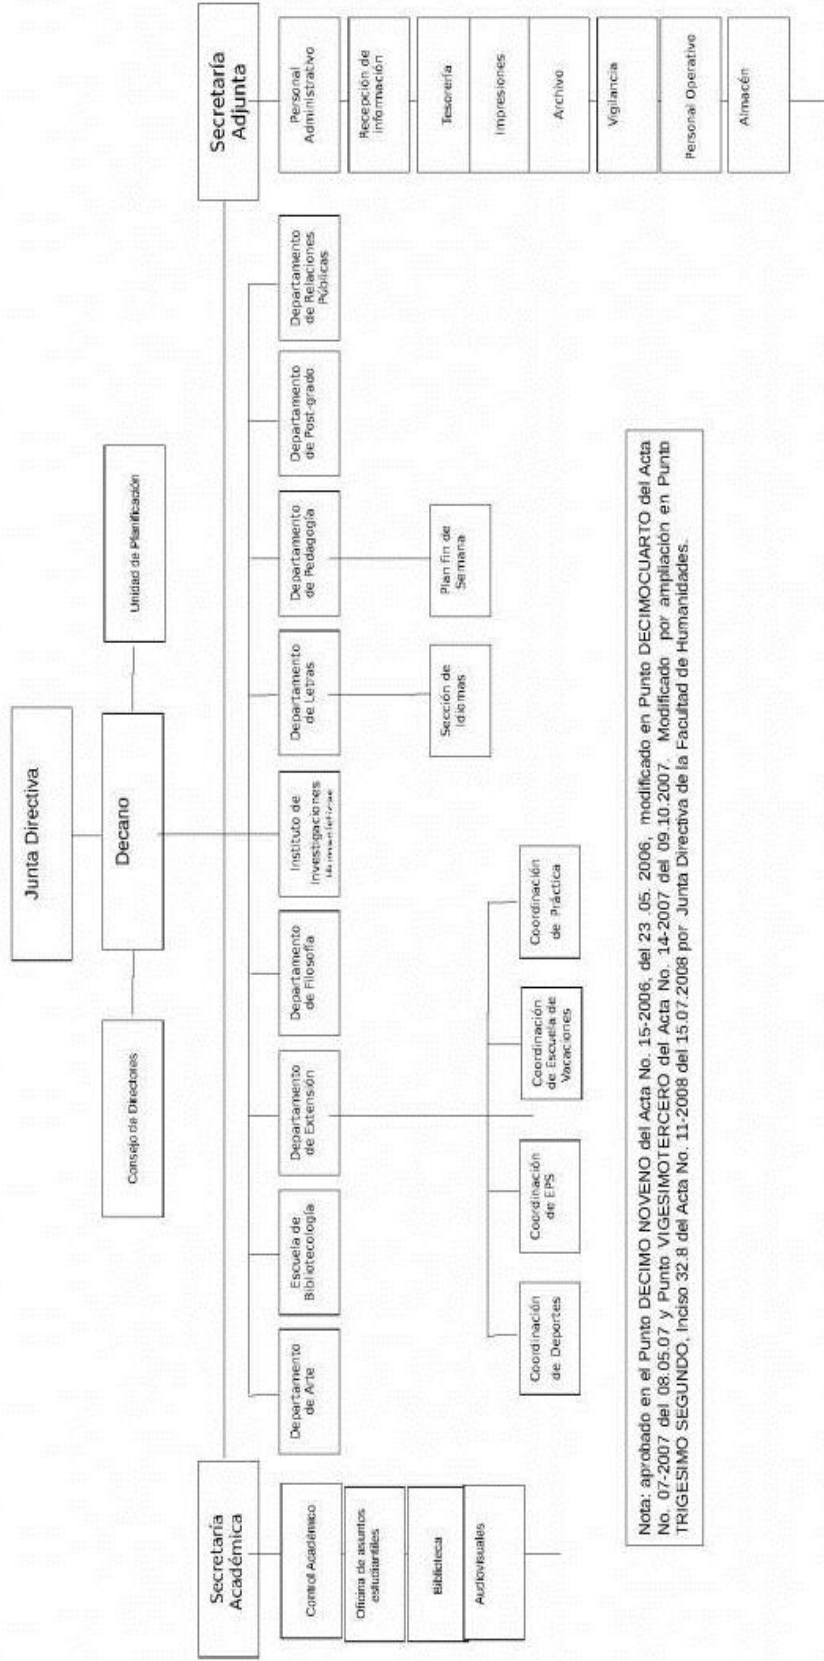 Junta Directiva
Consejo de Directores
Decano
Unidad de Planificación
Secretaría
Académica
Secretaría
Adjunta
Control Académico
Oficina de asuntos
estudiantiles
Biblioteca
Audiovisuales
Departamento
de Arte
Escuela de
Bibliotecología
Departamento
de Extensión
Departamento
de Filosofía
Instituto de
Investigaciones
Departamento
de Letras
Departamento
de Pedagogía
Departamento
de Post-grado
Departamento
de Relaciones
Públicas
Personal
Administrativo
Recepción de
información
Tesorería
Impresiones
Archivo
Vigilancia
Personal Operativo
Almacén
Sección de
Idiomas
Plan fin de
Semana
Coordinación
de Deportes
Coordinación
de EPS
Coordinación
de Escuela de
Vacaciones
Coordinación
de Práctica
Nota: aprobado en el Punto DECIMO NOVENO del Acta No. 15-2006, del 23 .05. 2006, modificado en Punto DECIMOCUARTO del Acta
No. 07-2007 del 08.05.07 y Punto VIGESIMOTERCERO del Acta No. 14-2007 del 09.10.2007. Modificado por ampliación en Punto
TRIGESIMO SEGUNDO, Inciso 32.8 del Acta No. 11-2008 del 15.07.2008 por Junta Directiva de la Facultad de Humanidades.